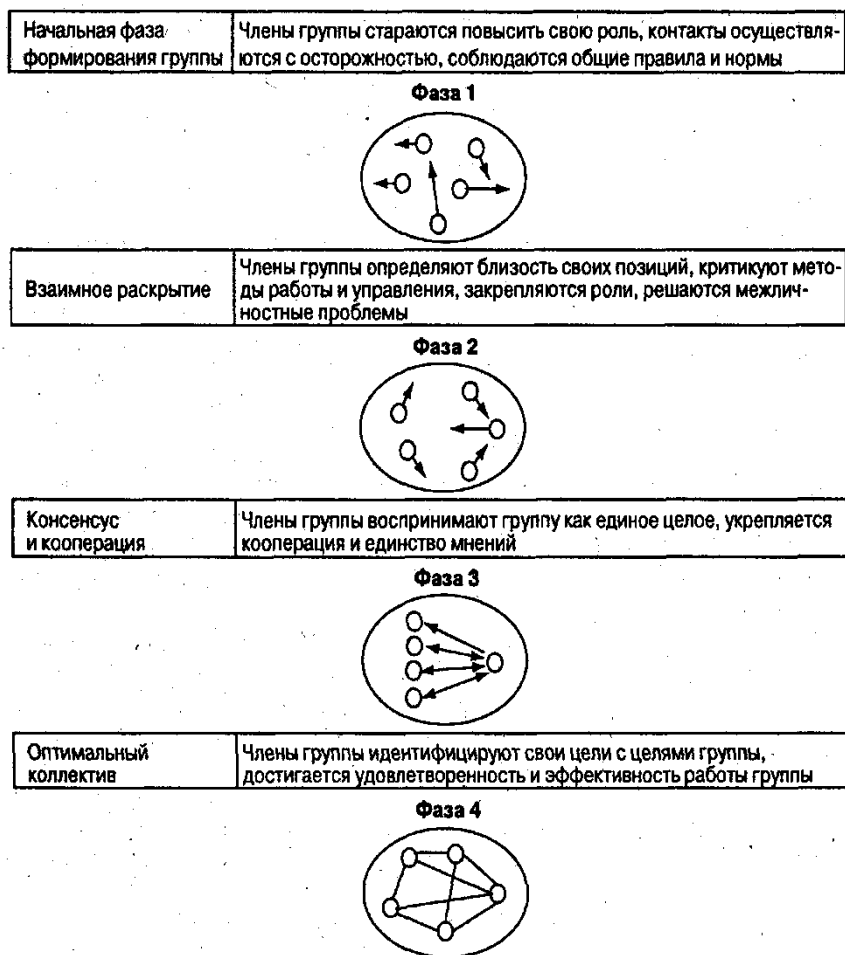 Начальная фаза
формирования группы
Члены группы стараются повысить свою роль, контакты осуществля-
ются с осторожностью, соблюдаются общие правила и нормы
Фаза 1
Взаимное раскрытие
Члены группы определяют близость своих позиций, критикуют мето-
ды работы и управления, закрепляются роли, решаются межлич-
ностные проблемы
Фаза 2
Консенсус
и кооперация
Члены группы воспринимают группу как единое целое, укрепляется
кооперация и единство мнений
Фаза 3
Оптимальный
коллектив
Члены группы идентифицируют свои цели с целями группы,
достигается удовлетворенность и эффективность работы группы
Фаза 4